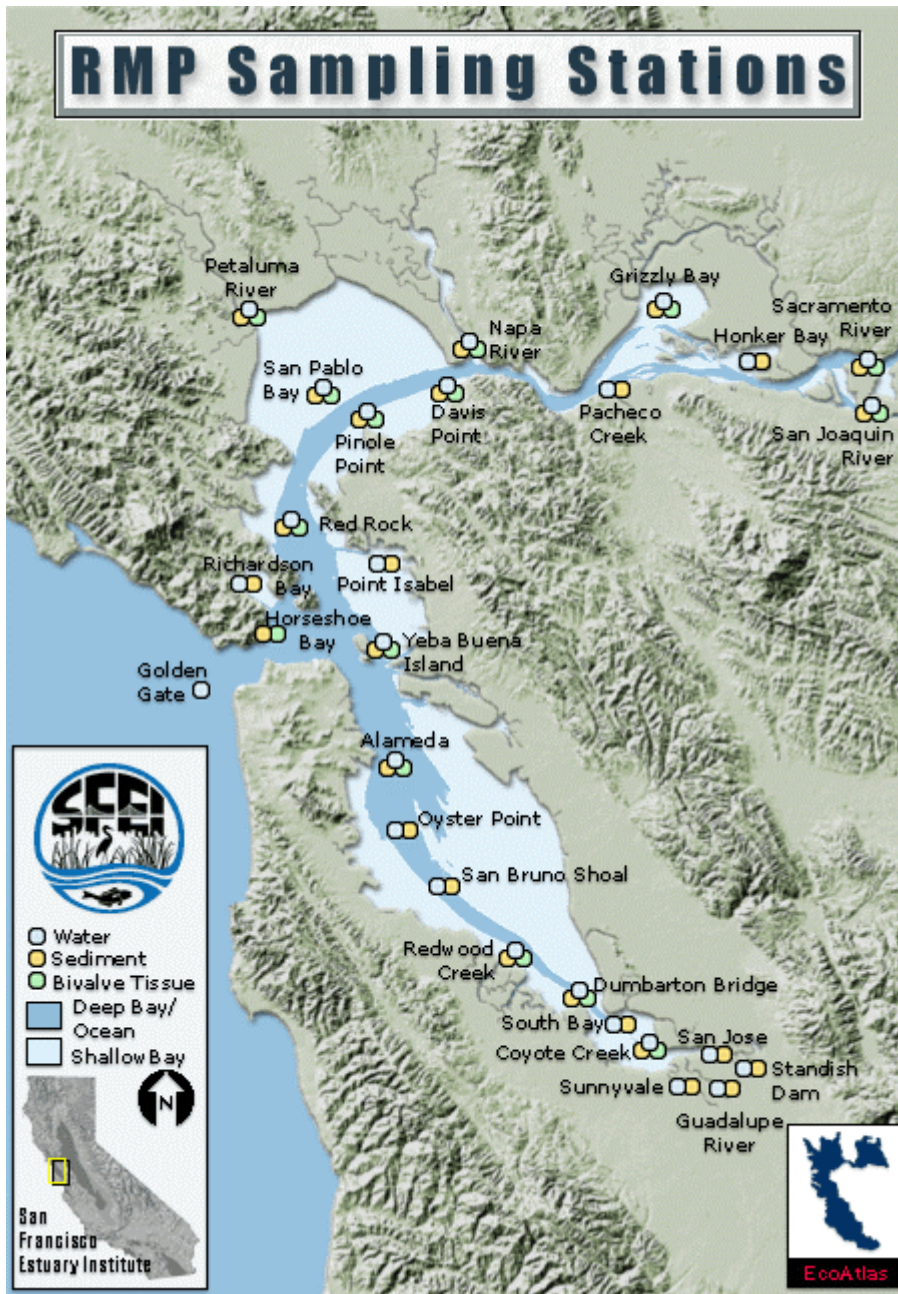 RMP Sampling Stations
Petaluma
River
Grizzly Bay
Sacramento
River
Napa
River
Honker Bay
San Pablo
Bay
Davis
Point
Pacheco
Creek
Pinole
Point
San Joaquin
River
Red Rock
Richardson
Bay
Point Isabel
Horseshoe
Bay
Yeba Buena
Island
Golden
Gate
Alameda
Oyster Point
San Bruno Shoal
Redwood
Creek
Dumbarton Bridge
South Bay
San Jose
Coyote Creek
Standish
Dam
Sunnyvale
Guadalupe
River
SFEI
Water
Sediment
Bivalve Tissue
Deep Bay/
Ocean
Shallow Bay
N
San
Francisco
Estuary Institute
EcoAtlas